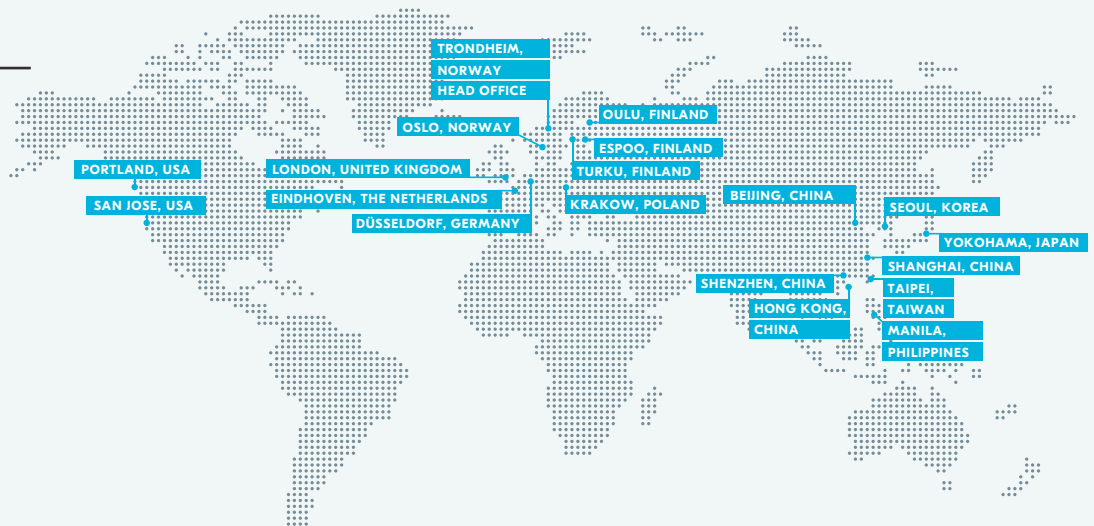 TRONDHEIM,
NORWAY
HEAD OFFICE
OULU, FINLAND
OSLO, NORWAY
ESPOO, FINLAND
PORTLAND, USA
LONDON, UNITED KINGDOM
TURKU, FINLAND
EINDHOVEN, THE NETHERLANDS
BEIJING, CHINA
SAN JOSE, USA
KRAKOW, POLAND
SEOUL, KOREA
DÜSSELDORF, GERMANY
YOKOHAMA, JAPAN
SHANGHAI, CHINA
SHENZHEN, CHINA
TAIPEI,
TAIWAN
HONG KONG,
CHINA
MANILA,
PHILIPPINES